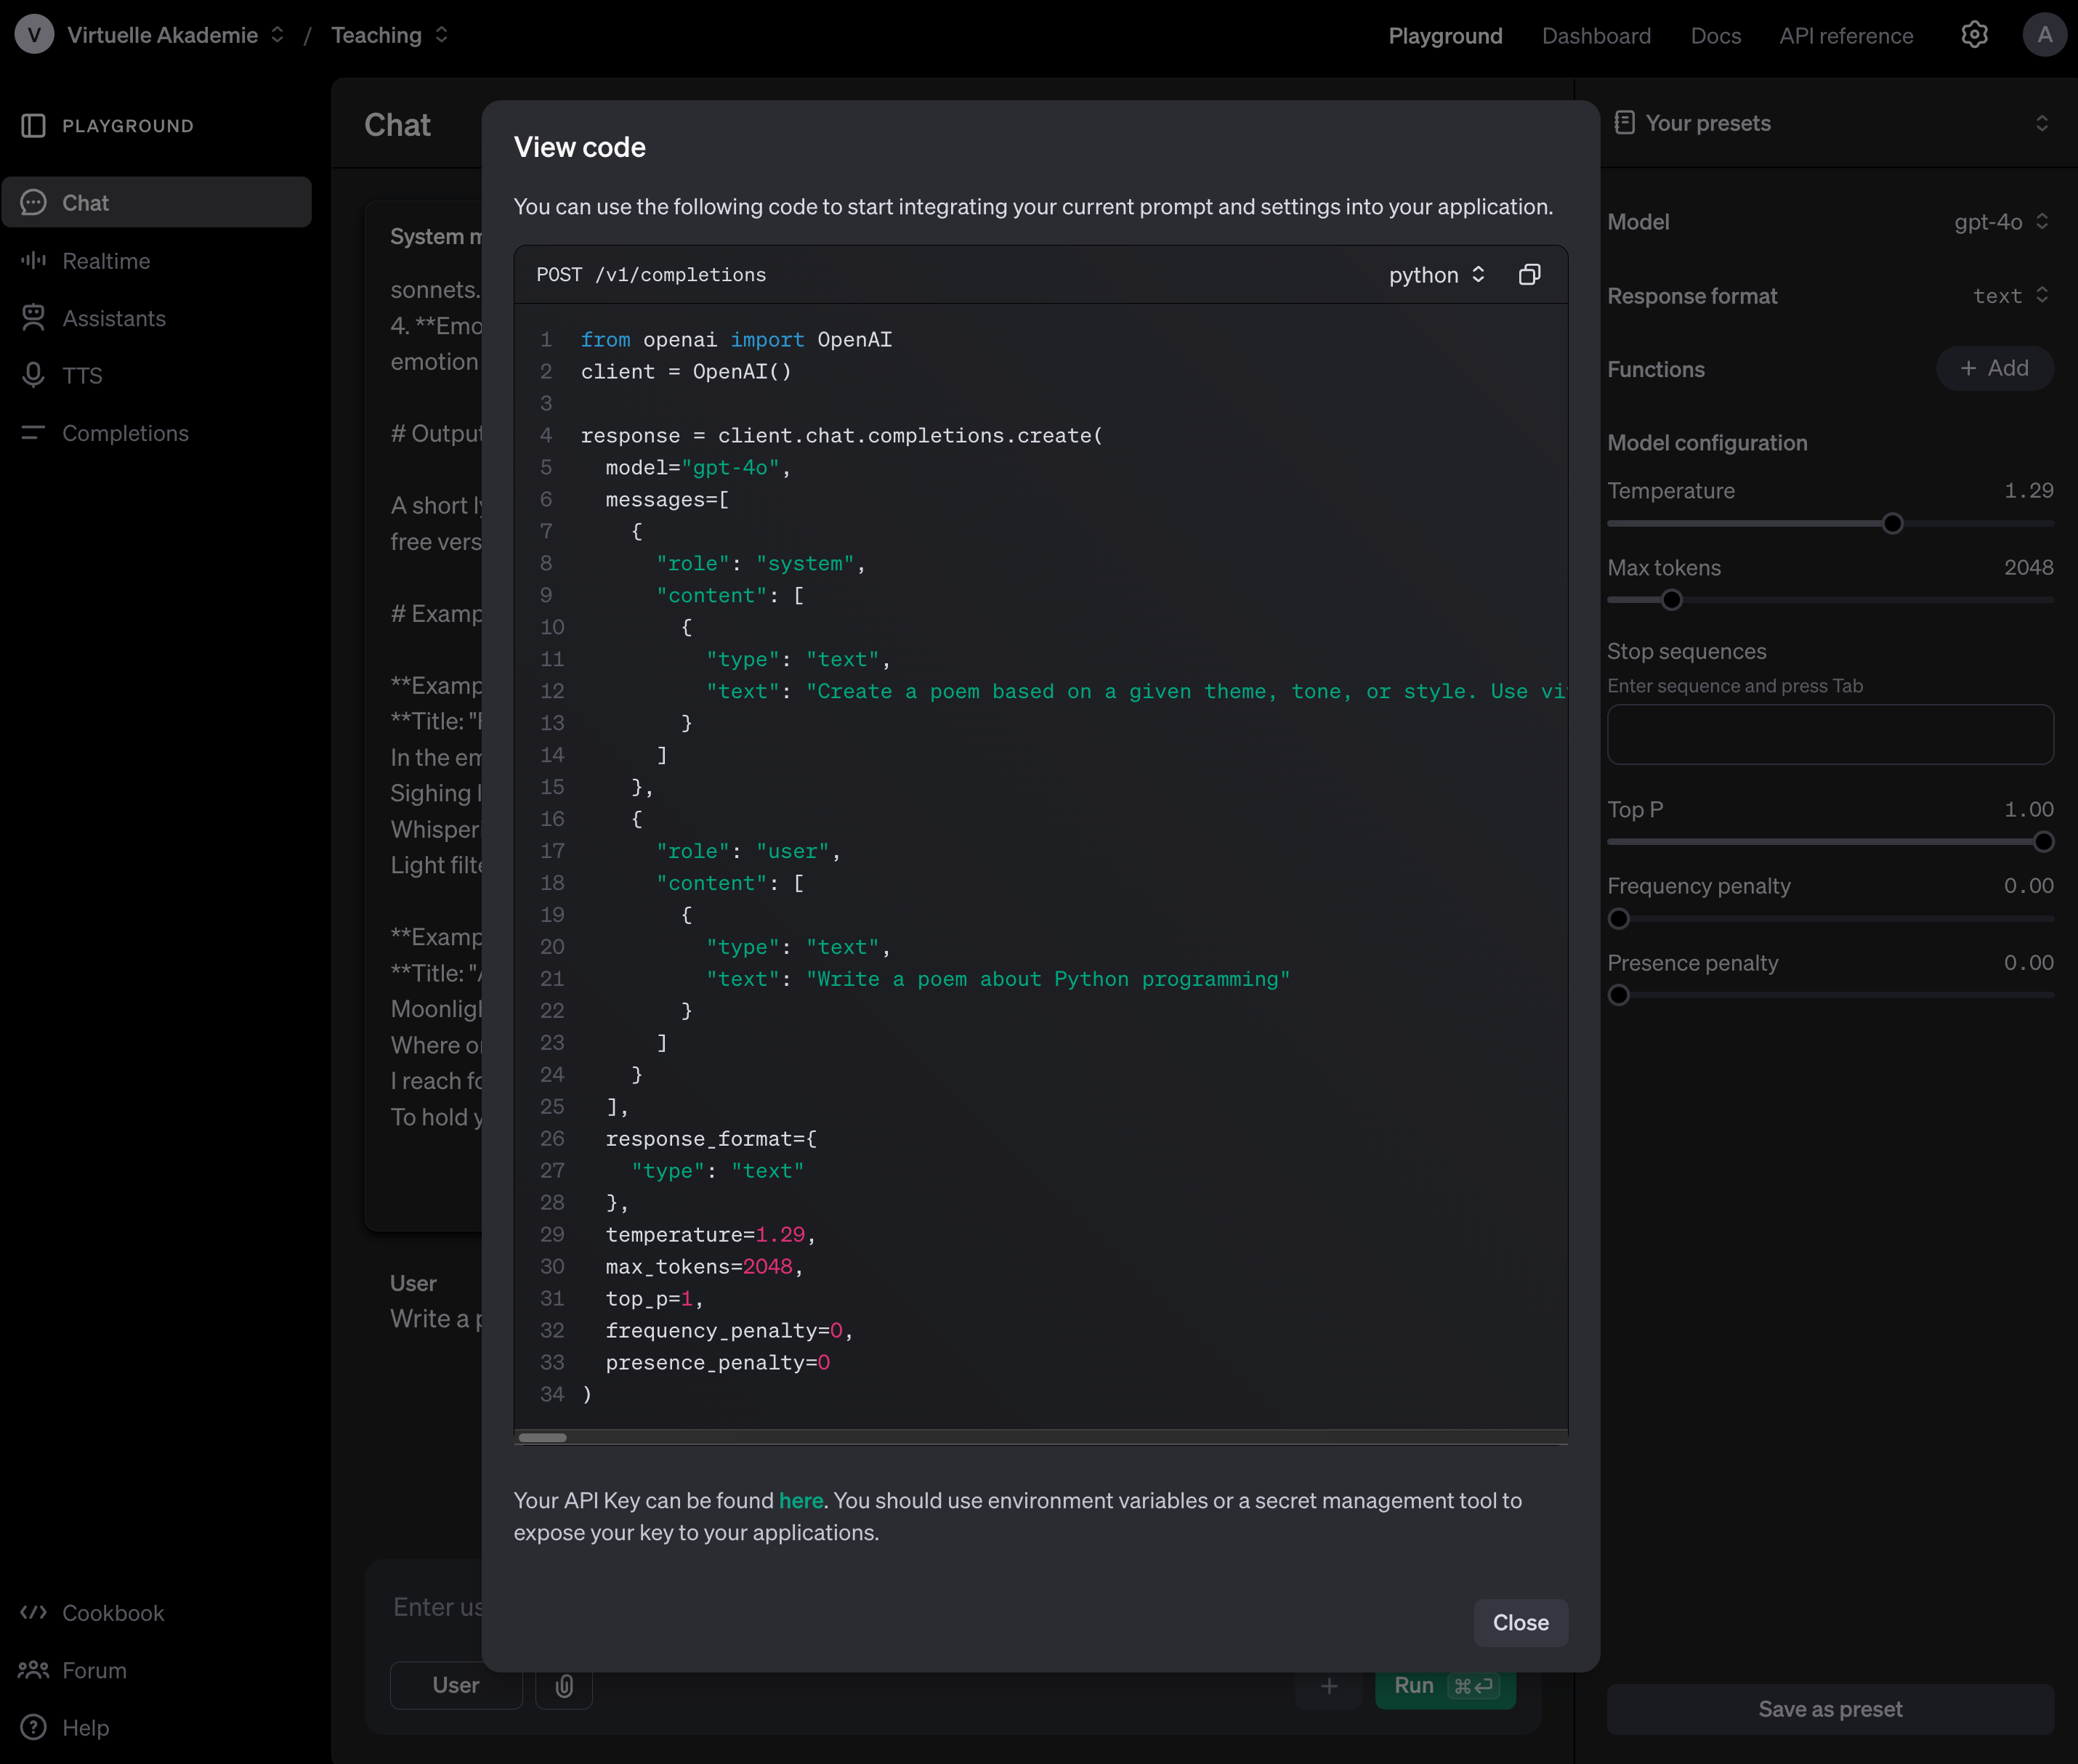 V Virtuelle Akademie / Teaching
Playground Dashboard Docs API reference A
PLAYGROUND
Chat
Realtime
Assistants
TTS
Completions
Cookbook
Forum
Help
Chat
System m
sonnets.
4. **Emo
emotion
# Output
A short ly
free vers
# Examp
**Examp
**Title: "
In the em
Sighing
Whisper
Light filte
**Examp
**Title: "
Moonligh
Where o
I reach fo
To hold y
User
Write a p
Enter us
User
Run ⌘
View code
You can use the following code to start integrating your current prompt and settings into your application.
POST /v1/completions python
1 from openai import OpenAI
2 client = OpenAI()
3
4 response = client.chat.completions.create(
5 model="gpt-4o",
6 messages=[
7 {
8 "role": "system",
9 "content": [
10 {
11 "type": "text",
12 "text": "Create a poem based on a given theme, tone, or style. Use vi
13 }
14 ]
15 },
16 {
17 "role": "user",
18 "content": [
19 {
20 "type": "text",
21 "text": "Write a poem about Python programming"
22 }
23 ]
24 }
25 ],
26 response_format={
27 "type": "text"
28 },
29 temperature=1.29,
30 max_tokens=2048,
31 top_p=1,
32 frequency_penalty=0,
33 presence_penalty=0
34 )
Your API Key can be found here. You should use environment variables or a secret management tool to
expose your key to your applications.
Close
Your presets
Model gpt-4o
Response format text
Functions + Add
Model configuration
Temperature 1.29
Max tokens 2048
Stop sequences
Enter sequence and press Tab
Top P 1.00
Frequency penalty 0.00
Presence penalty 0.00
Save as preset